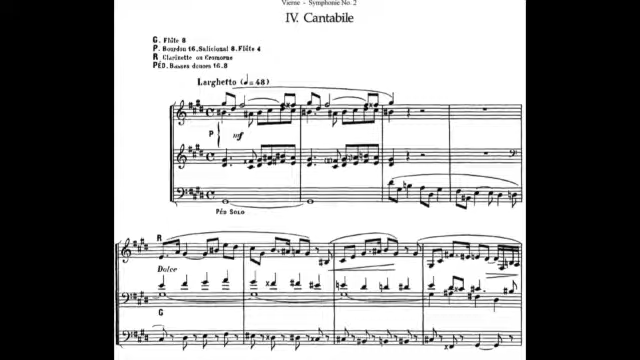 Vierne - Symphonie No. 2
IV. Cantabile
G. Flûte 8
P. Bourdon 16, Salicional 8, Flûte 4
R Clarinette ou Cromorne
PÉD. Basses douces 16.8
Larghetto (♩=48)
P
mf
Péd Solo
R
Dolce
G